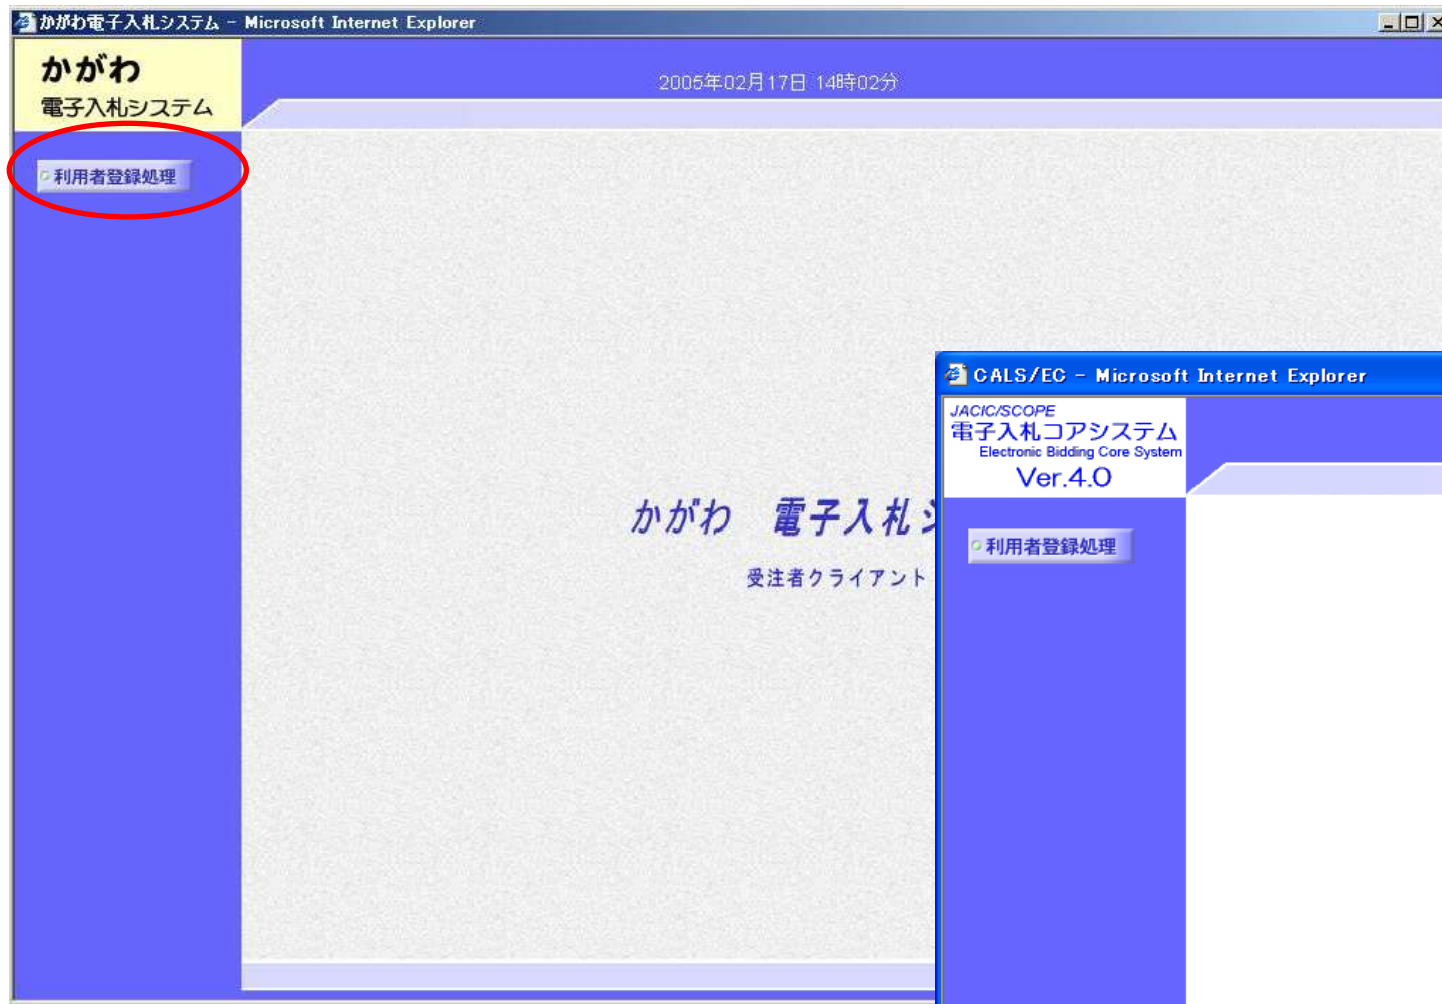 かがわ電子入札システム - Microsoft Internet Explorer
かがわ
電子入札システム
2005年02月17日 14時02分
利用者登録処理
かがわ 電子入札シ
受注者クライアント
CALS/EC - Microsoft Internet Explorer
JACIC/SCOPE
電子入札コアシステム
Electronic Bidding Core System
Ver.4.0
利用者登録処理